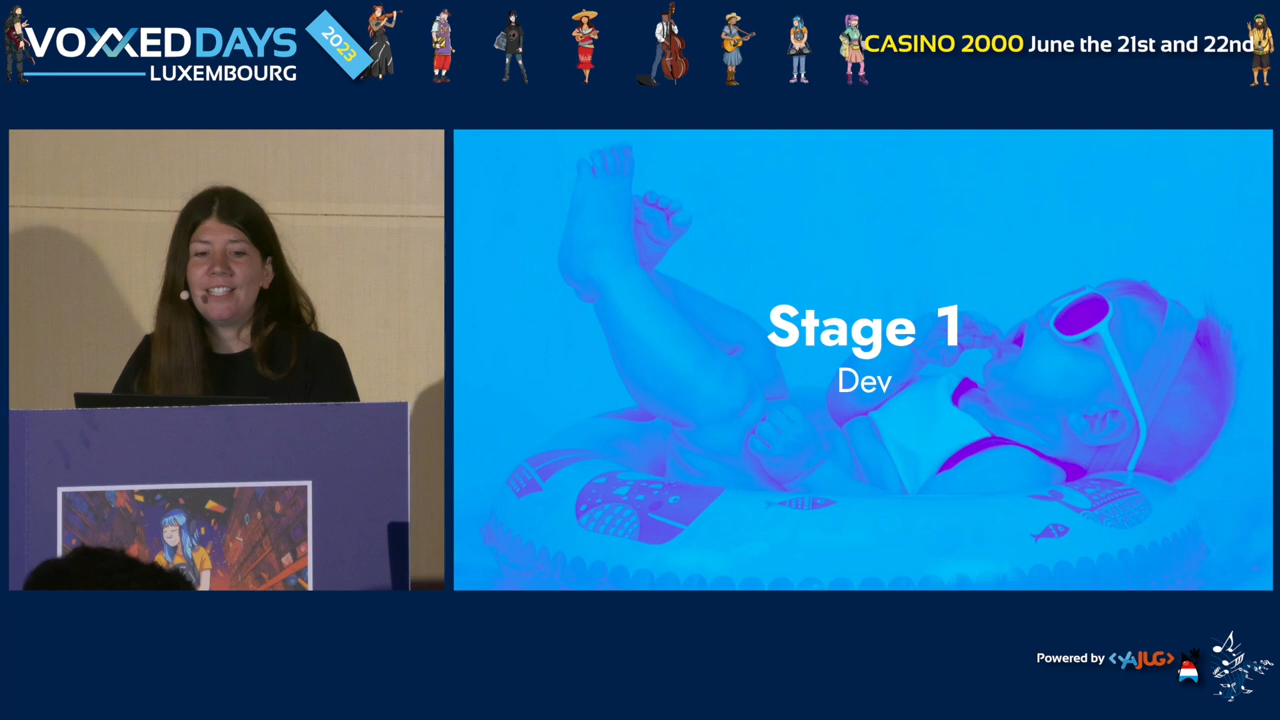 VOXXEDDAYS
LUXEMBOURG
2023
CASINO 2000 June the 21st and 22nd
Stage 1
Dev
Powered by <YAJUG>